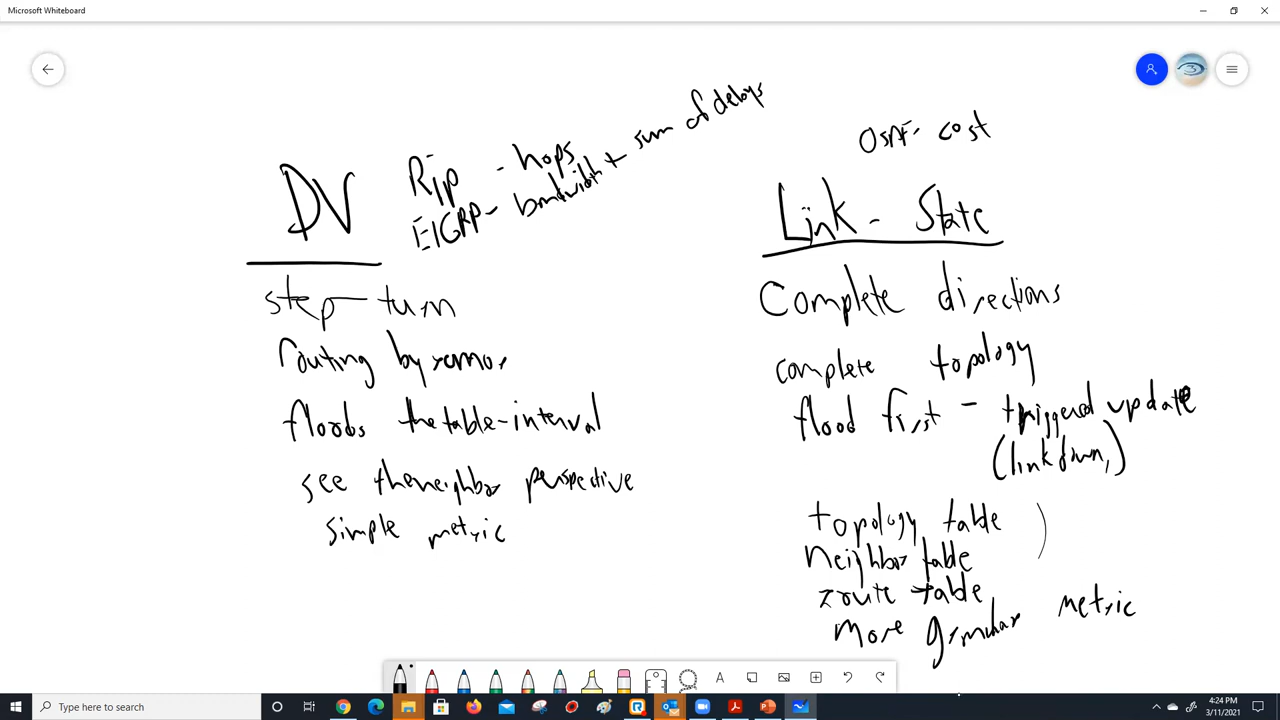 Microsoft Whiteboard
DV
Rip - hops
EIGRP - bandwidth + sum of delays
step - turn
routing by rumor
floods the table - interval
see the neighbor perspective
simple metric
OSPF - cost
Link - State
Complete directions
complete topology
flood first - triggered update
(link down,)
topology table
neighbor table
route table
more granular metric
A
Type here to search
4:24 PM
3/11/2021